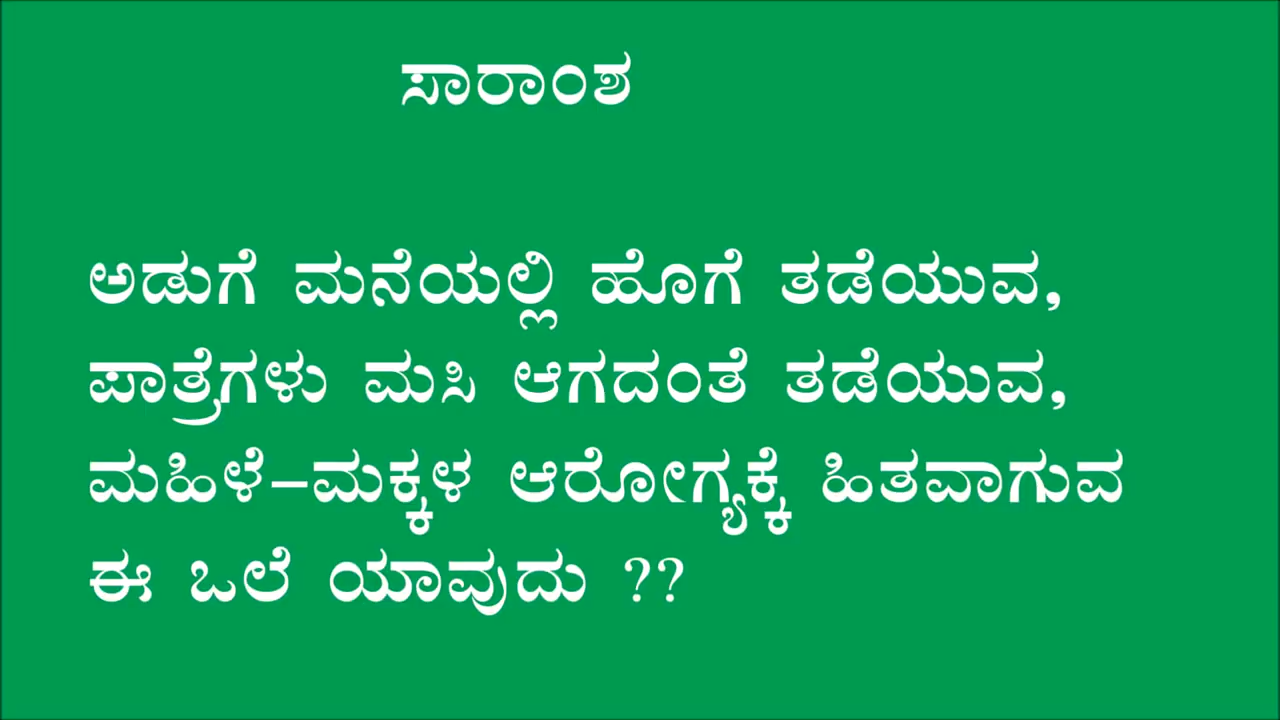 ಸಾರಾಂಶ
ಅಡುಗೆ ಮನೆಯಲ್ಲಿ ಹೊಗೆ ತಡೆಯುವ,
ಪಾತ್ರೆಗಳು ಮಸಿ ಆಗದಂತೆ ತಡೆಯುವ,
ಮಹಿಳೆ–ಮಕ್ಕಳ ಆರೋಗ್ಯಕ್ಕೆ ಹಿತವಾಗುವ
ಈ ಒಲೆ ಯಾವುದು ??